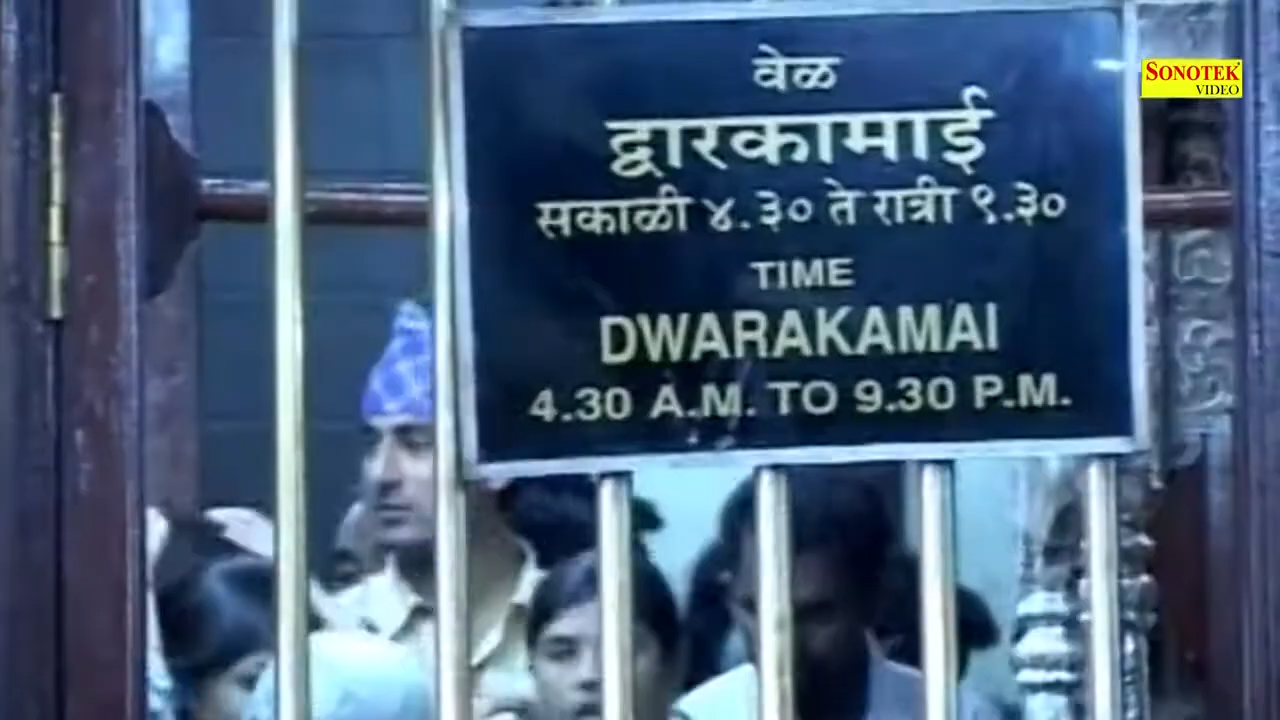 वेळ
द्वारकामाई
सकाळी ४.३० ते रात्री ९.३०
TIME
DWARAKAMAI
4.30 A.M. TO 9.30 P.M.
SONOTEK
VIDEO